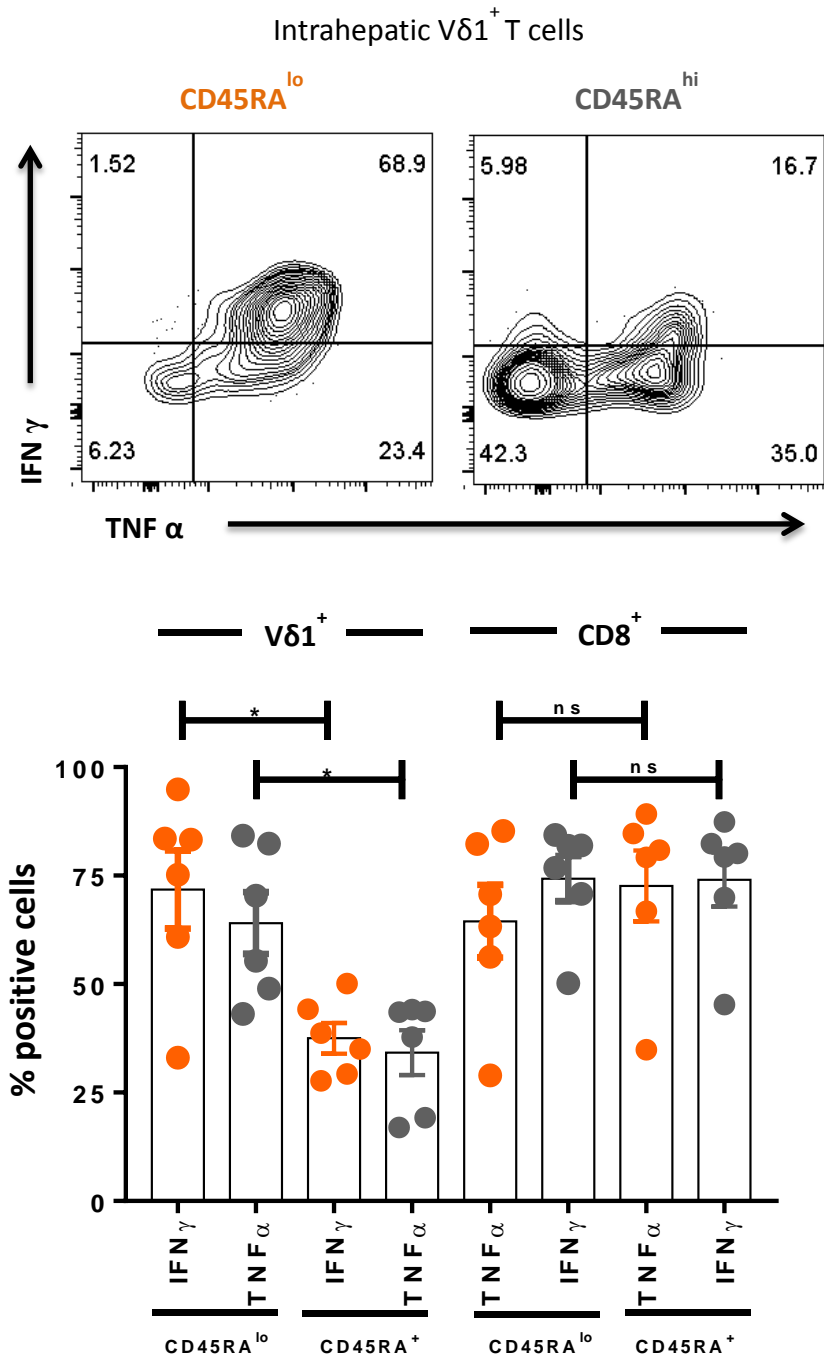 Intrahepatic Vδ1+ T cells
CD45RAlo CD45RAhi
1.52 68.9 5.98 16.7
IFN γ
6.23 23.4 42.3 35.0
TNF α
Vδ1+ CD8+
* ns
* ns
% positive cells
100
75
50
25
0
IFNγ TNFα IFNγ TNFα TNFα IFNγ TNFα IFNγ
CD45RAlo CD45RA+ CD45RAlo CD45RA+